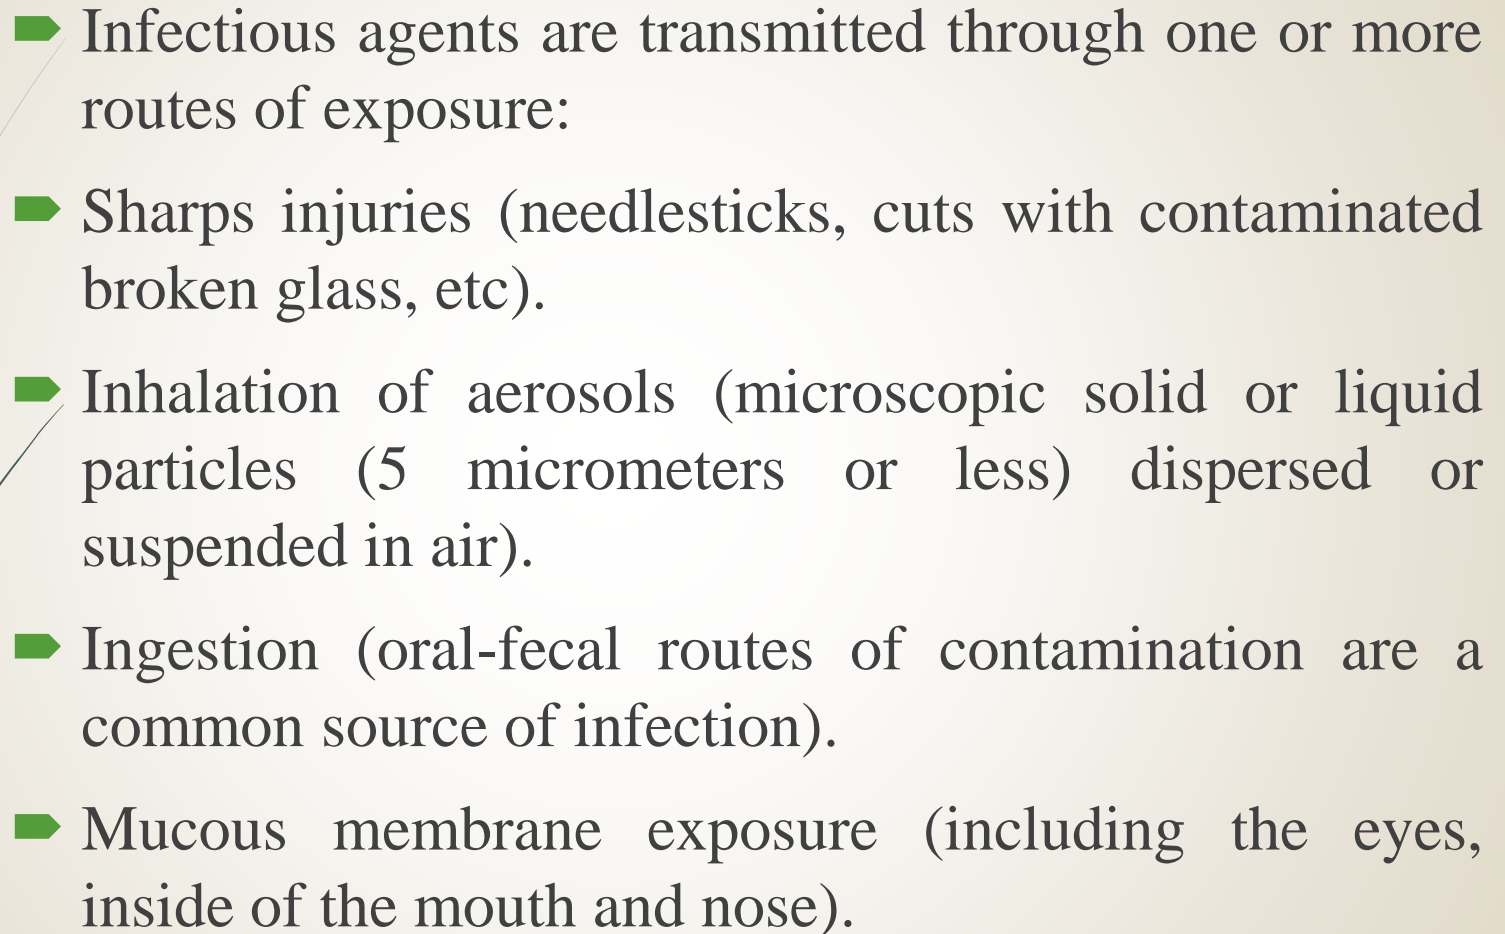 Infectious agents are transmitted through one or more
routes of exposure:
Sharps injuries (needlesticks, cuts with contaminated
broken glass, etc).
Inhalation of aerosols (microscopic solid or liquid
particles (5 micrometers or less) dispersed or
suspended in air).
Ingestion (oral-fecal routes of contamination are a
common source of infection).
Mucous membrane exposure (including the eyes,
inside of the mouth and nose).